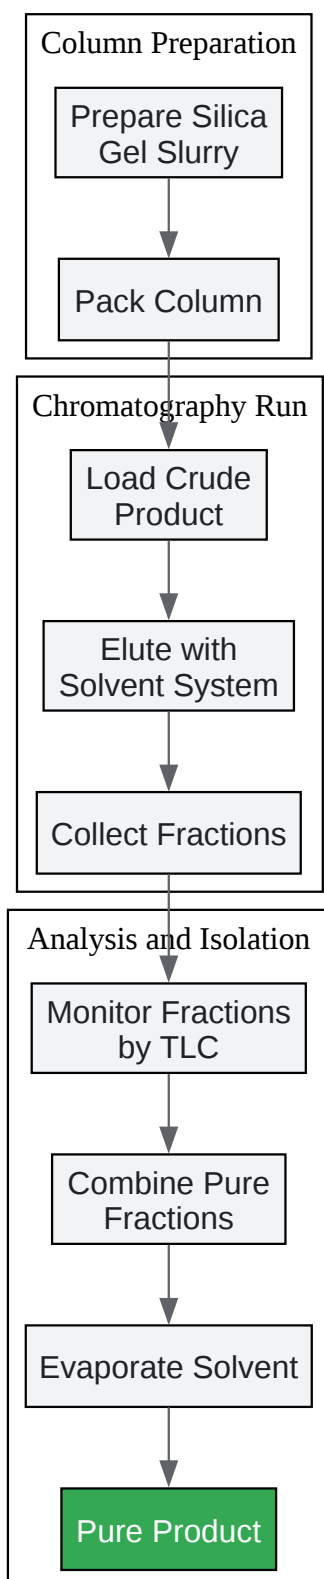 Column Preparation
Prepare Silica
Gel Slurry
Pack Column
Chromatography Run
Load Crude
Product
Elute with
Solvent System
Collect Fractions
Analysis and Isolation
Monitor Fractions
by TLC
Combine Pure
Fractions
Evaporate Solvent
Pure Product